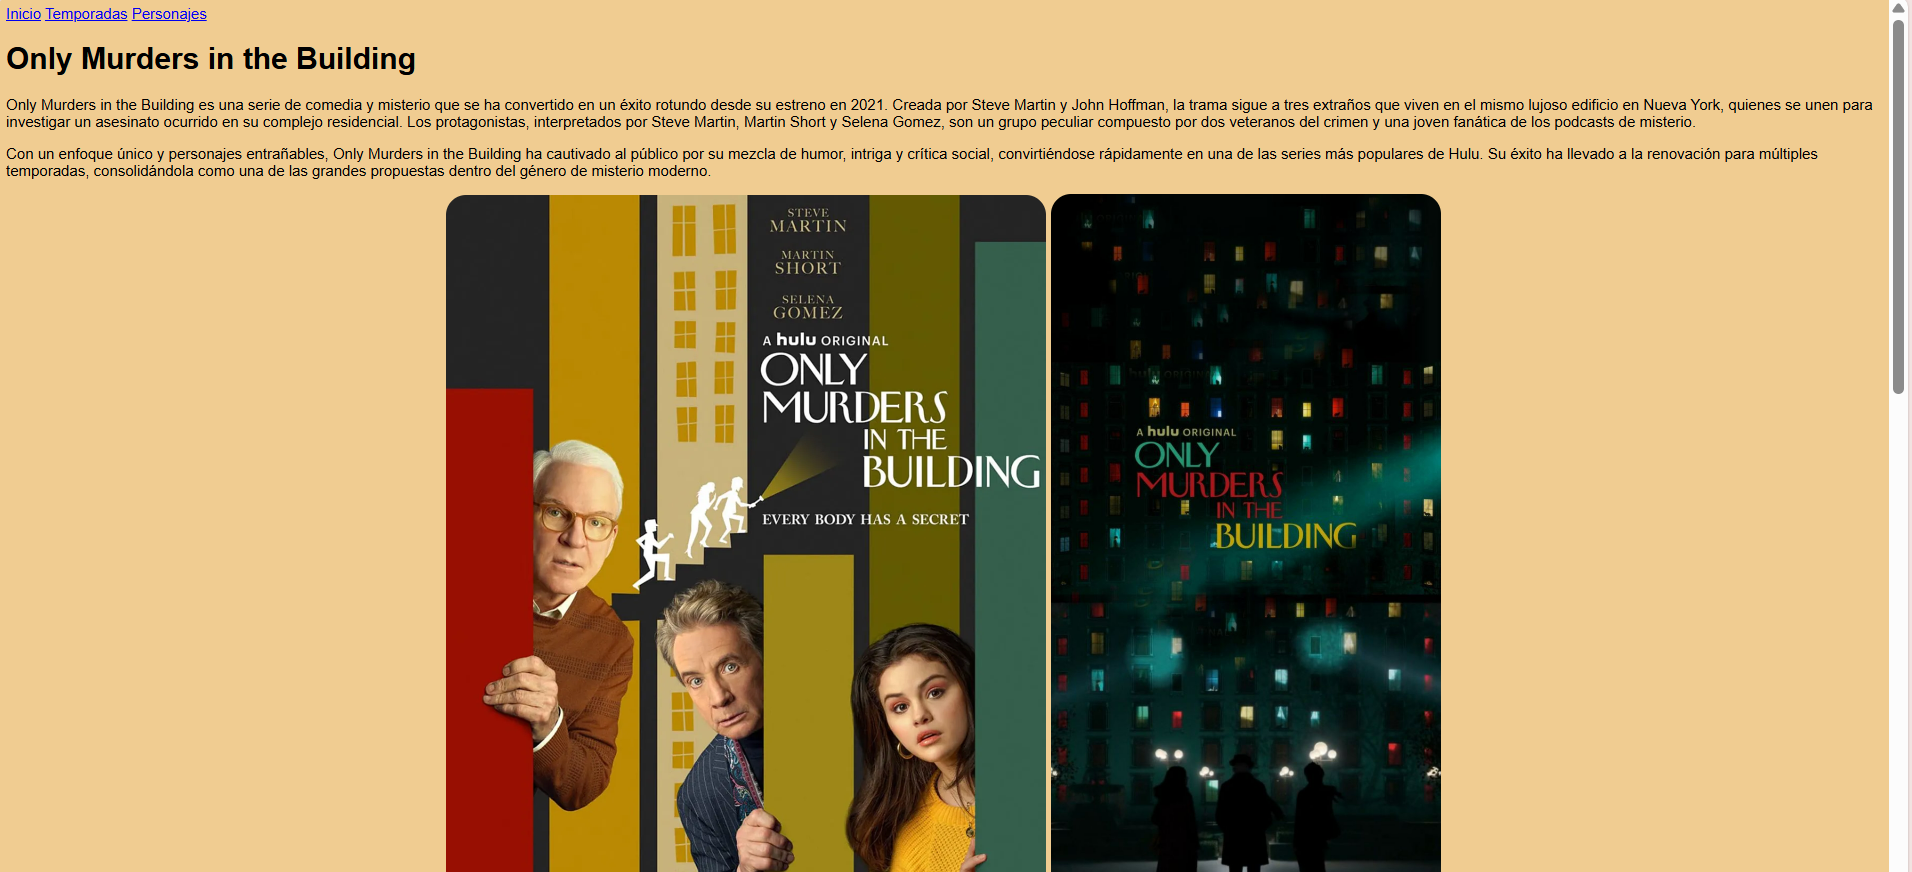 Inicio Temporadas Personajes
Only Murders in the Building
Only Murders in the Building es una serie de comedia y misterio que se ha convertido en un éxito rotundo desde su estreno en 2021. Creada por Steve Martin y John Hoffman, la trama sigue a tres extraños que viven en el mismo lujoso edificio en Nueva York, quienes se unen para
investigar un asesinato ocurrido en su complejo residencial. Los protagonistas, interpretados por Steve Martin, Martin Short y Selena Gomez, son un grupo peculiar compuesto por dos veteranos del crimen y una joven fanática de los podcasts de misterio.
Con un enfoque único y personajes entrañables, Only Murders in the Building ha cautivado al público por su mezcla de humor, intriga y crítica social, convirtiéndose rápidamente en una de las series más populares de Hulu. Su éxito ha llevado a la renovación para múltiples
temporadas, consolidándola como una de las grandes propuestas dentro del género de misterio moderno.
STEVE
MARTIN
MARTIN
SHORT
SELENA
GOMEZ
A hulu ORIGINAL
ONLY
MURDERS
IN THE
BUILDING
EVERY BODY HAS A SECRET
A hulu ORIGINAL
ONLY
MURDERS
IN THE
BUILDING